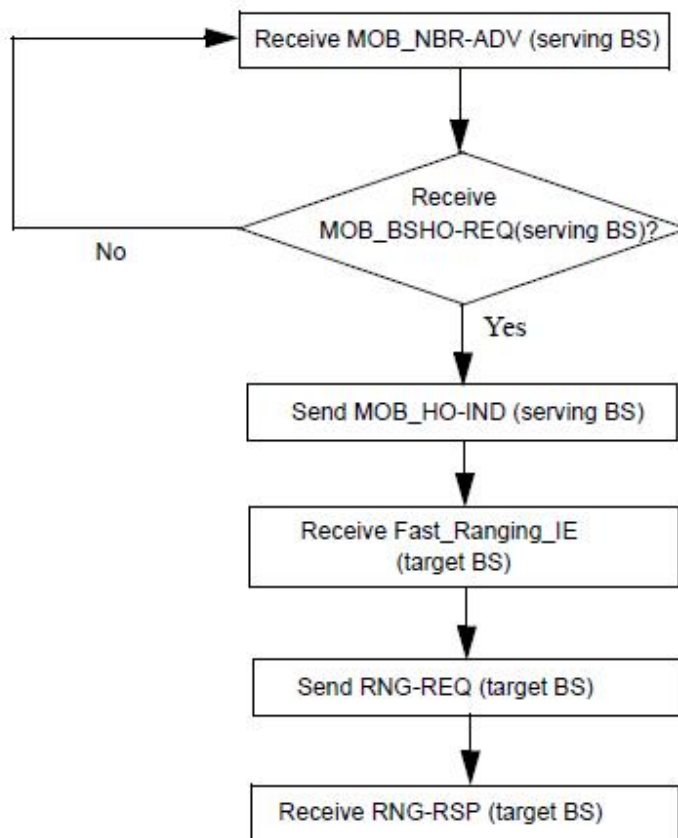 Receive MOB_NBR-ADV (serving BS)
Receive
MOB_BSHO-REQ(serving BS)?
No
Yes
Send MOB_HO-IND (serving BS)
Receive Fast_Ranging_IE
(target BS)
Send RNG-REQ (target BS)
Receive RNG-RSP (target BS)